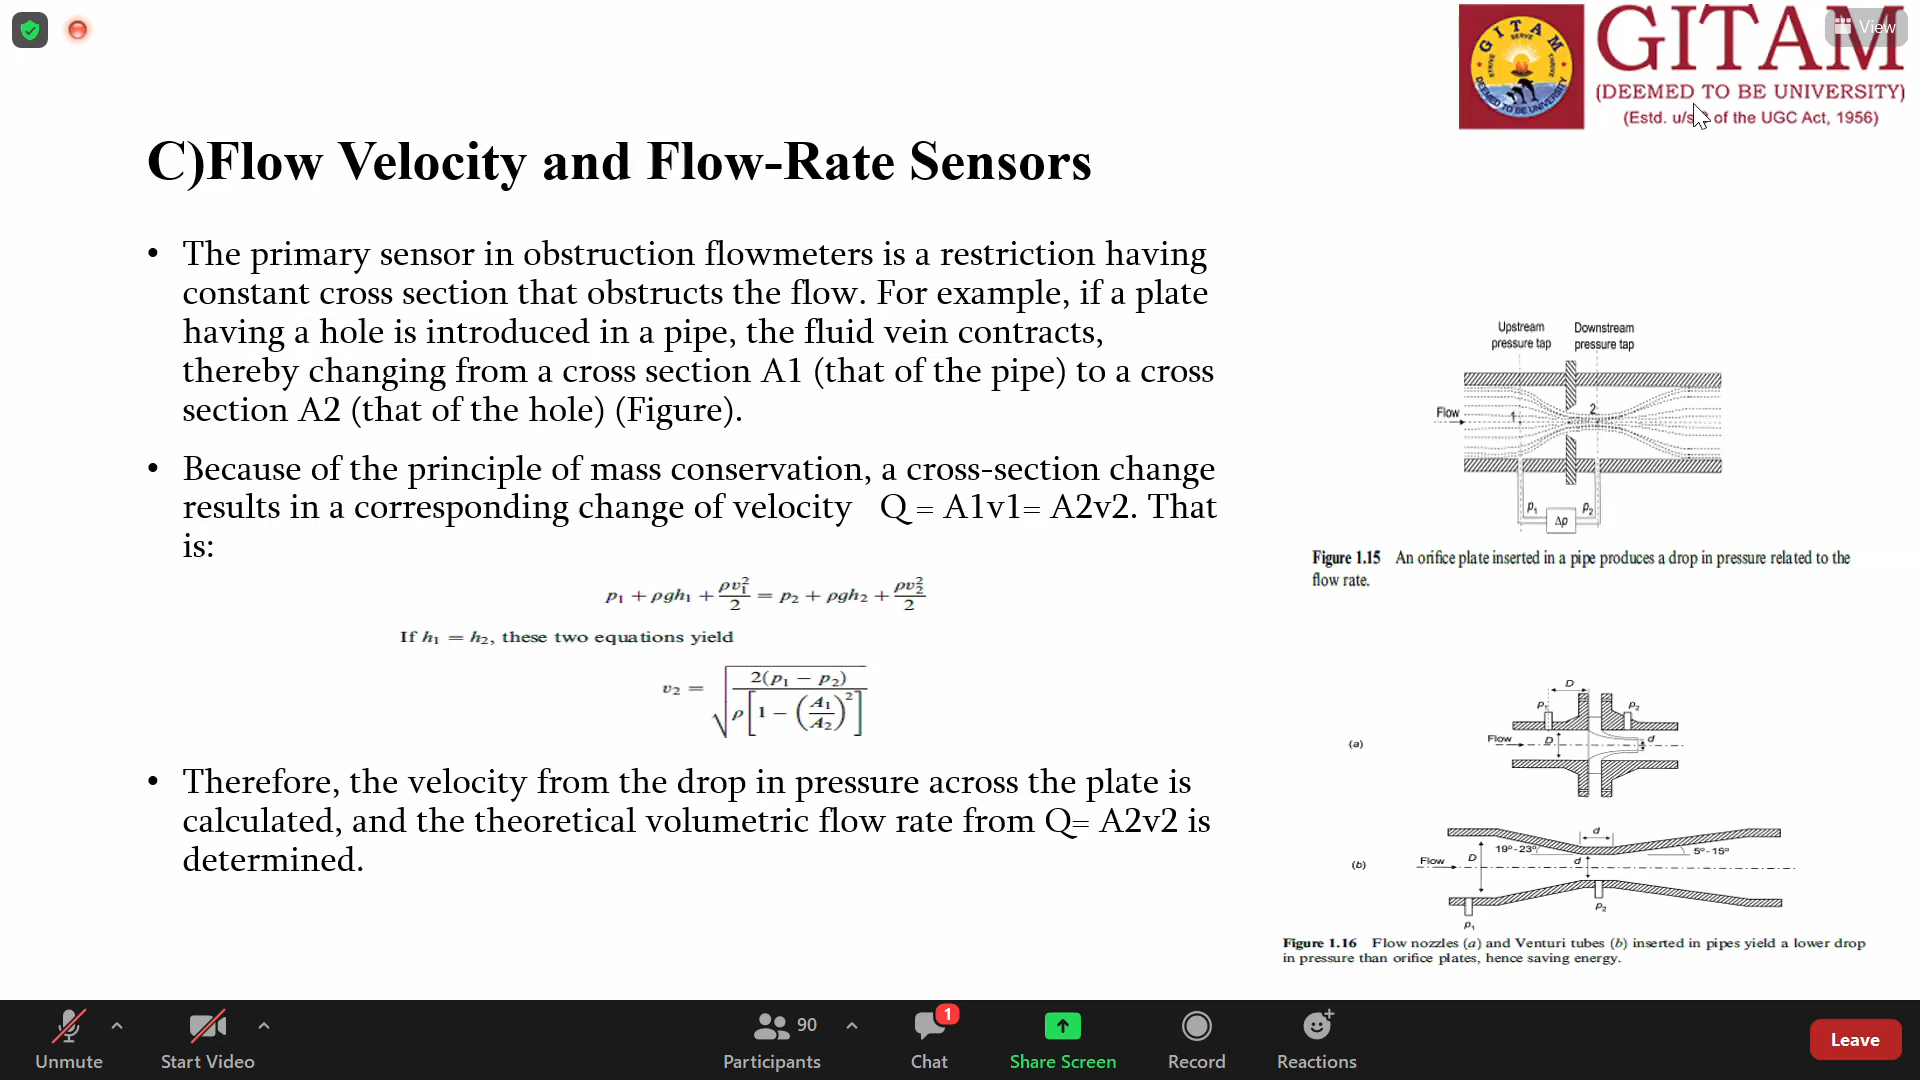 GITAM
View
(DEEMED TO BE UNIVERSITY)
(Estd. u/s of the UGC Act, 1956)
GITAM
DEEMED TO BE UNIVERSITY
C)Flow Velocity and Flow-Rate Sensors
• The primary sensor in obstruction flowmeters is a restriction having
constant cross section that obstructs the flow. For example, if a plate
having a hole is introduced in a pipe, the fluid vein contracts,
thereby changing from a cross section A1 (that of the pipe) to a cross
section A2 (that of the hole) (Figure).
• Because of the principle of mass conservation, a cross-section change
results in a corresponding change of velocity Q = A1v1= A2v2. That
is:
p₁ + ρgh₁ + ρv₁²/2 = p₂ + ρgh₂ + ρv₂²/2
If h₁ = h₂, these two equations yield
v₂ = √(2(p₁ − p₂) / ρ[1 − (A₁/A₂)²])
• Therefore, the velocity from the drop in pressure across the plate is
calculated, and the theoretical volumetric flow rate from Q= A2v2 is
determined.
Upstream pressure tap
Downstream pressure tap
Flow
1
2
p₁
Δp
p₂
Figure 1.15 An orifice plate inserted in a pipe produces a drop in pressure related to the
flow rate.
D
p₁
p₂
Flow
D
d
(a)
d
19°-23°
5°-15°
Flow
D
d
(b)
p₂
p₁
Figure 1.16 Flow nozzles (a) and Venturi tubes (b) inserted in pipes yield a lower drop
in pressure than orifice plates, hence saving energy.
90
1
Unmute
Start Video
Participants
Chat
Share Screen
Record
Reactions
Leave